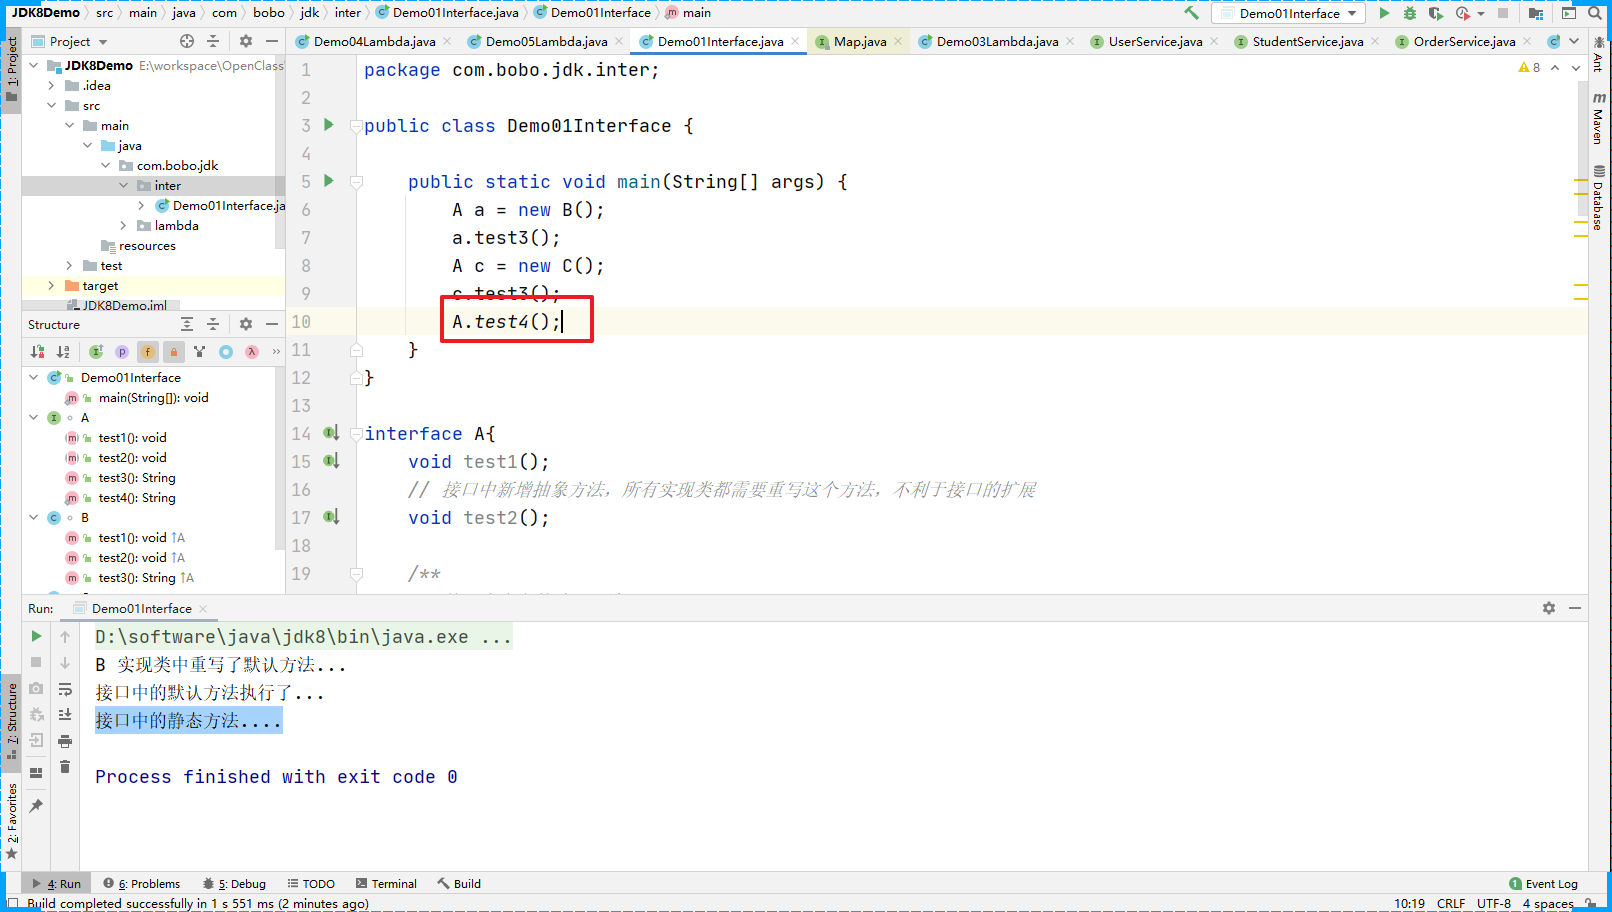 JDK8Demo src main java com bobo jdk inter Demo01Interface.java Demo01Interface main
Demo01Interface
Project
Demo04Lambda.java Demo05Lambda.java Demo01Interface.java Map.java Demo03Lambda.java UserService.java StudentService.java OrderService.java
1: Project
JDK8Demo E:\workspace\OpenClass
.idea
src
main
java
com.bobo.jdk
inter
Demo01Interface.ja
lambda
resources
test
target
JDK8Demo.iml
Structure
Demo01Interface
main(String[]): void
A
test1(): void
test2(): void
test3(): String
test4(): String
B
test1(): void ↑A
test2(): void ↑A
test3(): String ↑A
8
1 package com.bobo.jdk.inter;
2
3 public class Demo01Interface {
4
5 public static void main(String[] args) {
6 A a = new B();
7 a.test3();
8 A c = new C();
9 c.test3();
10 A.test4();
11 }
12 }
13
14 interface A{
15 void test1();
16 // 接口中新增抽象方法，所有实现类都需要重写这个方法，不利于接口的扩展
17 void test2();
18
19 /**
Ant
Maven
Database
Run: Demo01Interface
D:\software\java\jdk8\bin\java.exe ...
B 实现类中重写了默认方法...
接口中的默认方法执行了...
接口中的静态方法....
Process finished with exit code 0
7: Structure
2: Favorites
4: Run 6: Problems 5: Debug TODO Terminal Build Event Log
Build completed successfully in 1 s 551 ms (2 minutes ago) 10:19 CRLF UTF-8 4 spaces